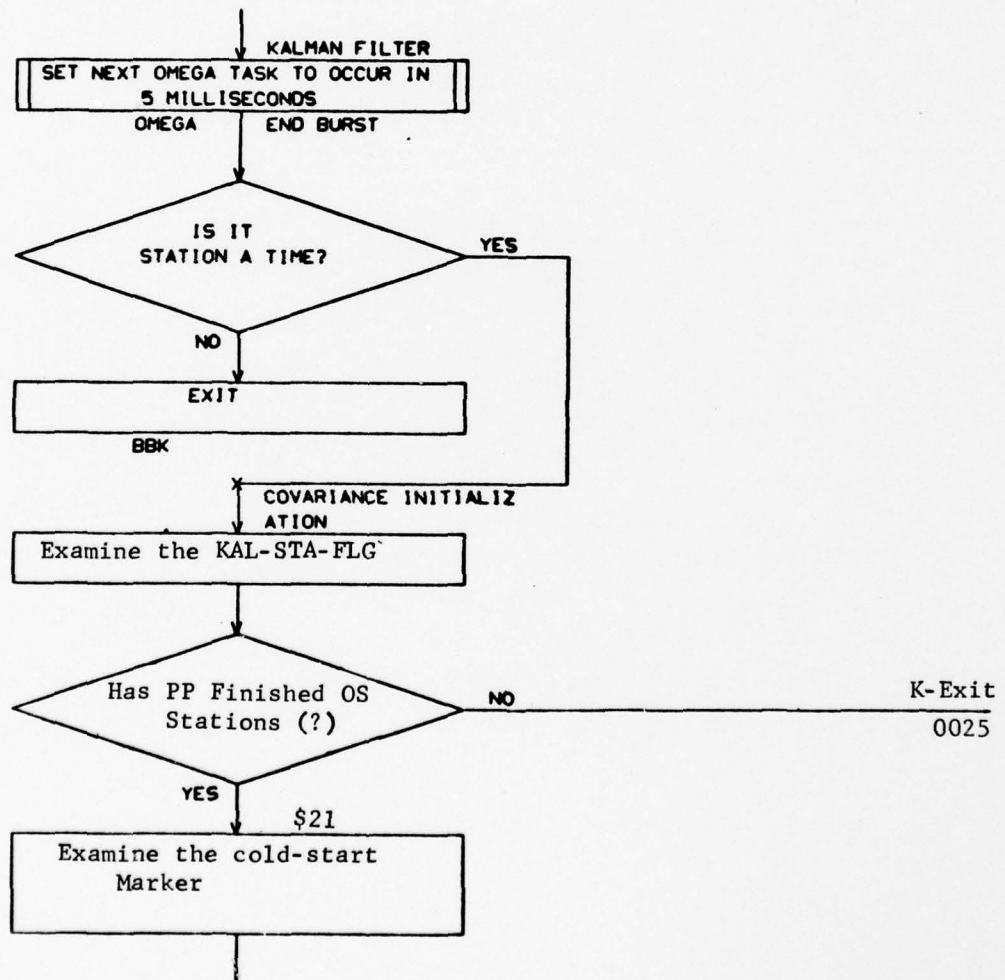 KALMAN FILTER
SET NEXT OMEGA TASK TO OCCUR IN
5 MILLISECONDS
OMEGA END BURST
IS IT
STATION A TIME?
YES
NO
EXIT
BBK
COVARIANCE INITIALIZ
ATION
Examine the KAL-STA-FLG
Has PP Finished OS
Stations (?)
NO
K-Exit
0025
YES
$21
Examine the cold-start
Marker